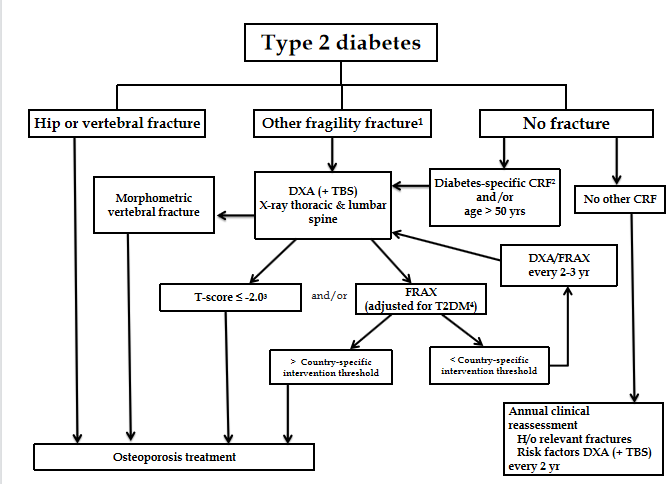 Type 2 diabetes
Hip or vertebral fracture
Other fragility fracture¹
No fracture
Morphometric
vertebral fracture
DXA (+ TBS)
X-ray thoracic & lumbar
spine
Diabetes-specific CRF²
and/or
age > 50 yrs
No other CRF
DXA/FRAX
every 2-3 yr
T-score ≤ -2.0³
and/or
FRAX
(adjusted for T2DM⁴)
> Country-specific
intervention threshold
< Country-specific
intervention threshold
Annual clinical
reassessment
H/o relevant fractures
Risk factors DXA (+ TBS)
every 2 yr
Osteoporosis treatment